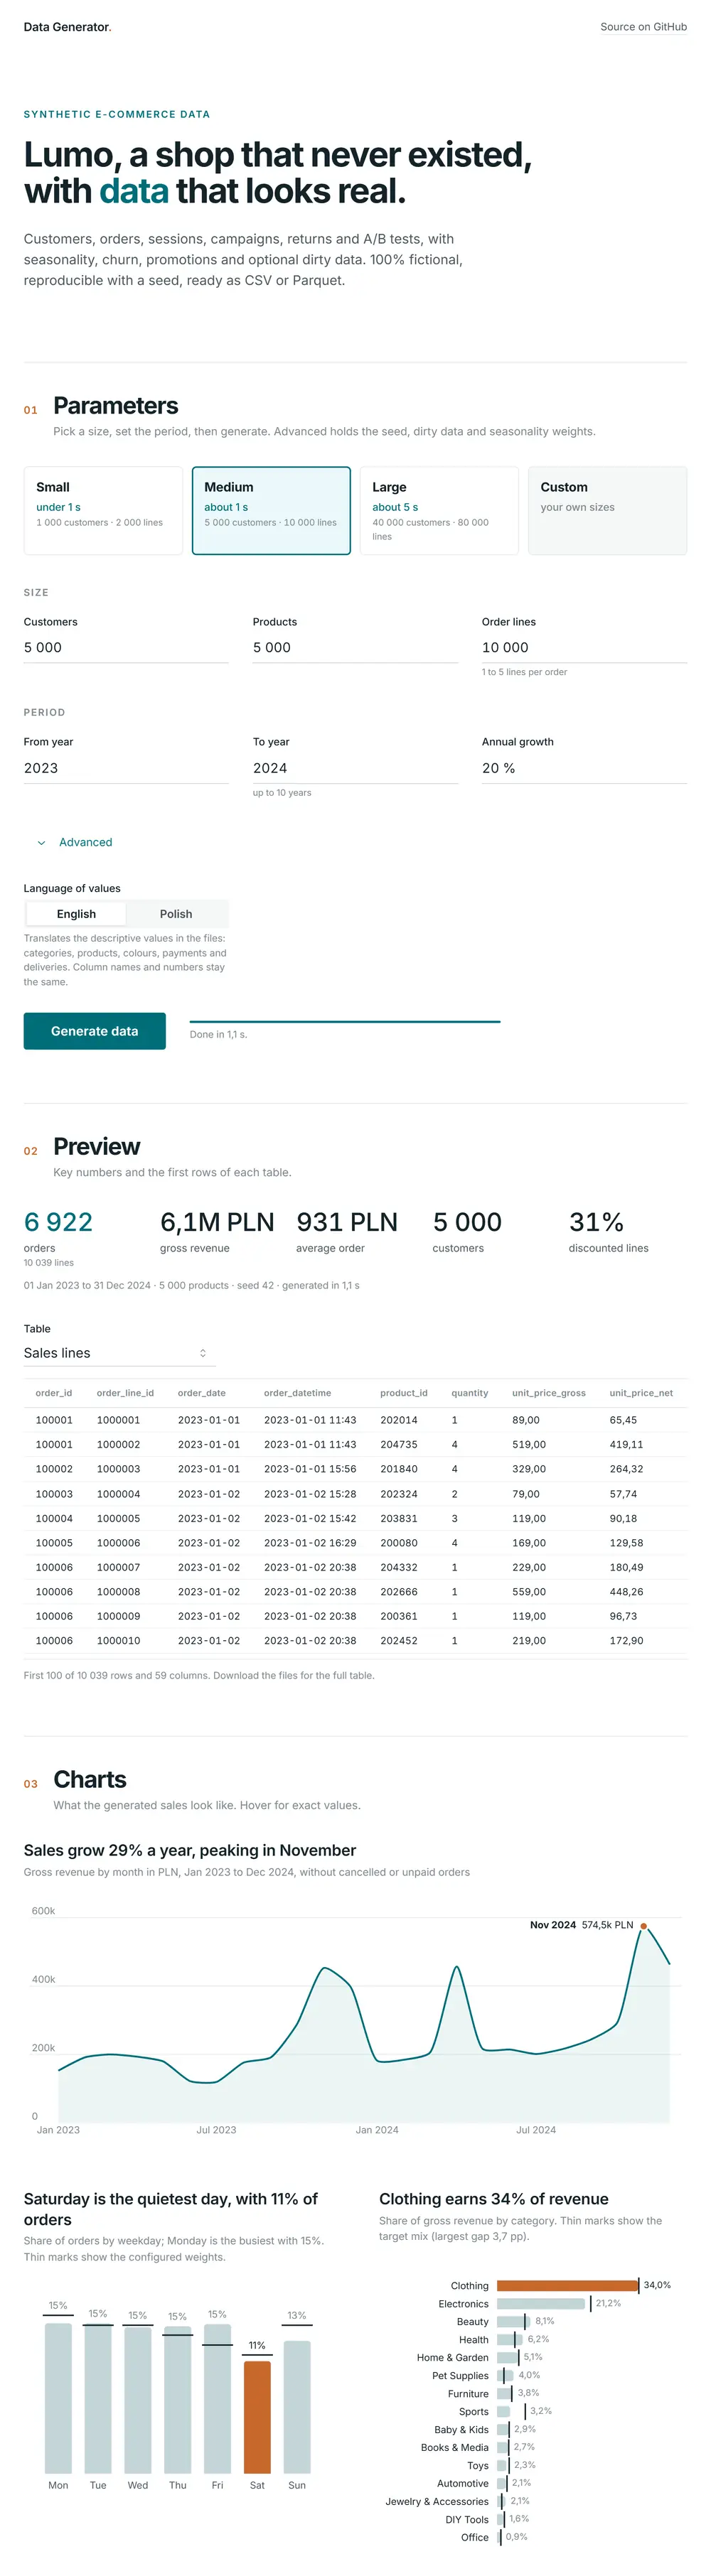 Data Generator.
Source on GitHub
SYNTHETIC E-COMMERCE DATA
Lumo, a shop that never existed,
with data that looks real.
Customers, orders, sessions, campaigns, returns and A/B tests, with
seasonality, churn, promotions and optional dirty data. 100% fictional,
reproducible with a seed, ready as CSV or Parquet.
01 Parameters
Pick a size, set the period, then generate. Advanced holds the seed, dirty data and seasonality weights.
Small
under 1 s
1 000 customers · 2 000 lines
Medium
about 1 s
5 000 customers · 10 000 lines
Large
about 5 s
40 000 customers · 80 000
lines
Custom
your own sizes
SIZE
Customers
5 000
Products
5 000
Order lines
10 000
1 to 5 lines per order
PERIOD
From year
2023
To year
2024
up to 10 years
Annual growth
20 %
Advanced
Language of values
English Polish
Translates the descriptive values in the files:
categories, products, colours, payments and
deliveries. Column names and numbers stay
the same.
Generate data
Done in 1,1 s.
02 Preview
Key numbers and the first rows of each table.
6 922
orders
10 039 lines
6,1M PLN
gross revenue
931 PLN
average order
5 000
customers
31%
discounted lines
01 Jan 2023 to 31 Dec 2024 · 5 000 products · seed 42 · generated in 1,1 s
Table
Sales lines
order_id order_line_id order_date order_datetime product_id quantity unit_price_gross unit_price_net
100001 1000001 2023-01-01 2023-01-01 11:43 202014 1 89,00 65,45
100001 1000002 2023-01-01 2023-01-01 11:43 204735 4 519,00 419,11
100002 1000003 2023-01-01 2023-01-01 15:56 201840 4 329,00 264,32
100003 1000004 2023-01-02 2023-01-02 15:28 202324 2 79,00 57,74
100004 1000005 2023-01-02 2023-01-02 15:42 203831 3 119,00 90,18
100005 1000006 2023-01-02 2023-01-02 16:29 200080 4 169,00 129,58
100006 1000007 2023-01-02 2023-01-02 20:38 204332 1 229,00 180,49
100006 1000008 2023-01-02 2023-01-02 20:38 202666 1 559,00 448,26
100006 1000009 2023-01-02 2023-01-02 20:38 200361 1 119,00 96,73
100006 1000010 2023-01-02 2023-01-02 20:38 202452 1 219,00 172,90
First 100 of 10 039 rows and 59 columns. Download the files for the full table.
03 Charts
What the generated sales look like. Hover for exact values.
Sales grow 29% a year, peaking in November
Gross revenue by month in PLN, Jan 2023 to Dec 2024, without cancelled or unpaid orders
600k
Nov 2024 574,5k PLN
400k
200k
0
Jan 2023 Jul 2023 Jan 2024 Jul 2024
Saturday is the quietest day, with 11% of
orders
Share of orders by weekday; Monday is the busiest with 15%.
Thin marks show the configured weights.
15% 15% 15% 15% 15% 11% 13%
Mon Tue Wed Thu Fri Sat Sun
Clothing earns 34% of revenue
Share of gross revenue by category. Thin marks show the
target mix (largest gap 3,7 pp).
Clothing 34,0%
Electronics 21,2%
Beauty 8,1%
Health 6,2%
Home & Garden 5,1%
Pet Supplies 4,0%
Furniture 3,8%
Sports 3,2%
Baby & Kids 2,9%
Books & Media 2,7%
Toys 2,3%
Automotive 2,1%
Jewelry & Accessories 2,1%
DIY Tools 1,6%
Office 0,9%